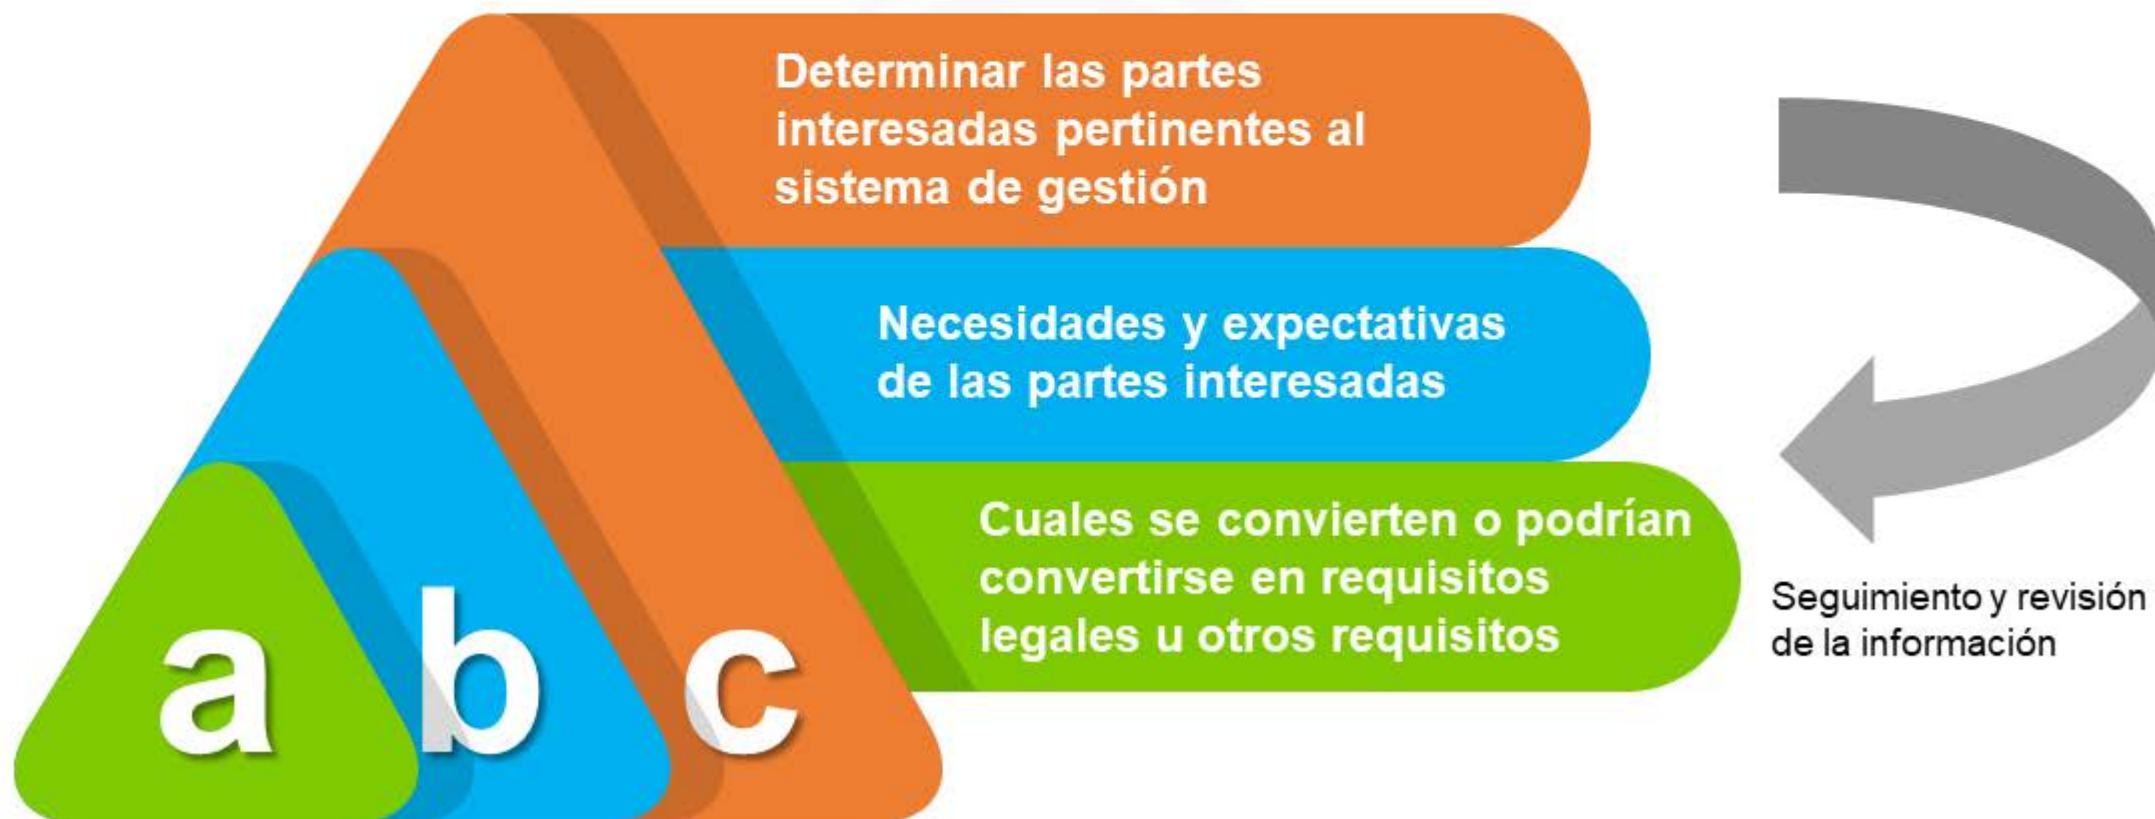 Determinar las partes
interesadas pertinentes al
sistema de gestión
Necesidades y expectativas
de las partes interesadas
Cuales se convierten o podrían
convertirse en requisitos
legales u otros requisitos
Seguimiento y revisión
de la información
a b c